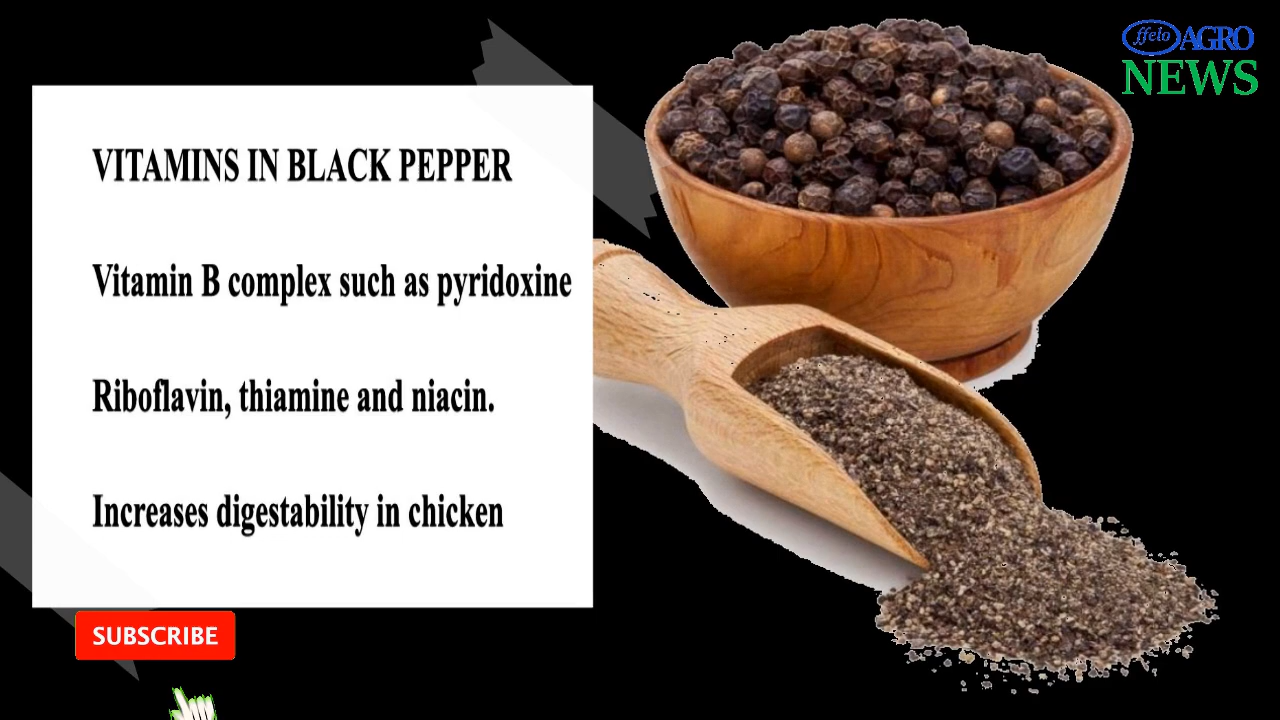 ffelo AGRO
NEWS
VITAMINS IN BLACK PEPPER
Vitamin B complex such as pyridoxine
Riboflavin, thiamine and niacin.
Increases digestability in chicken
SUBSCRIBE